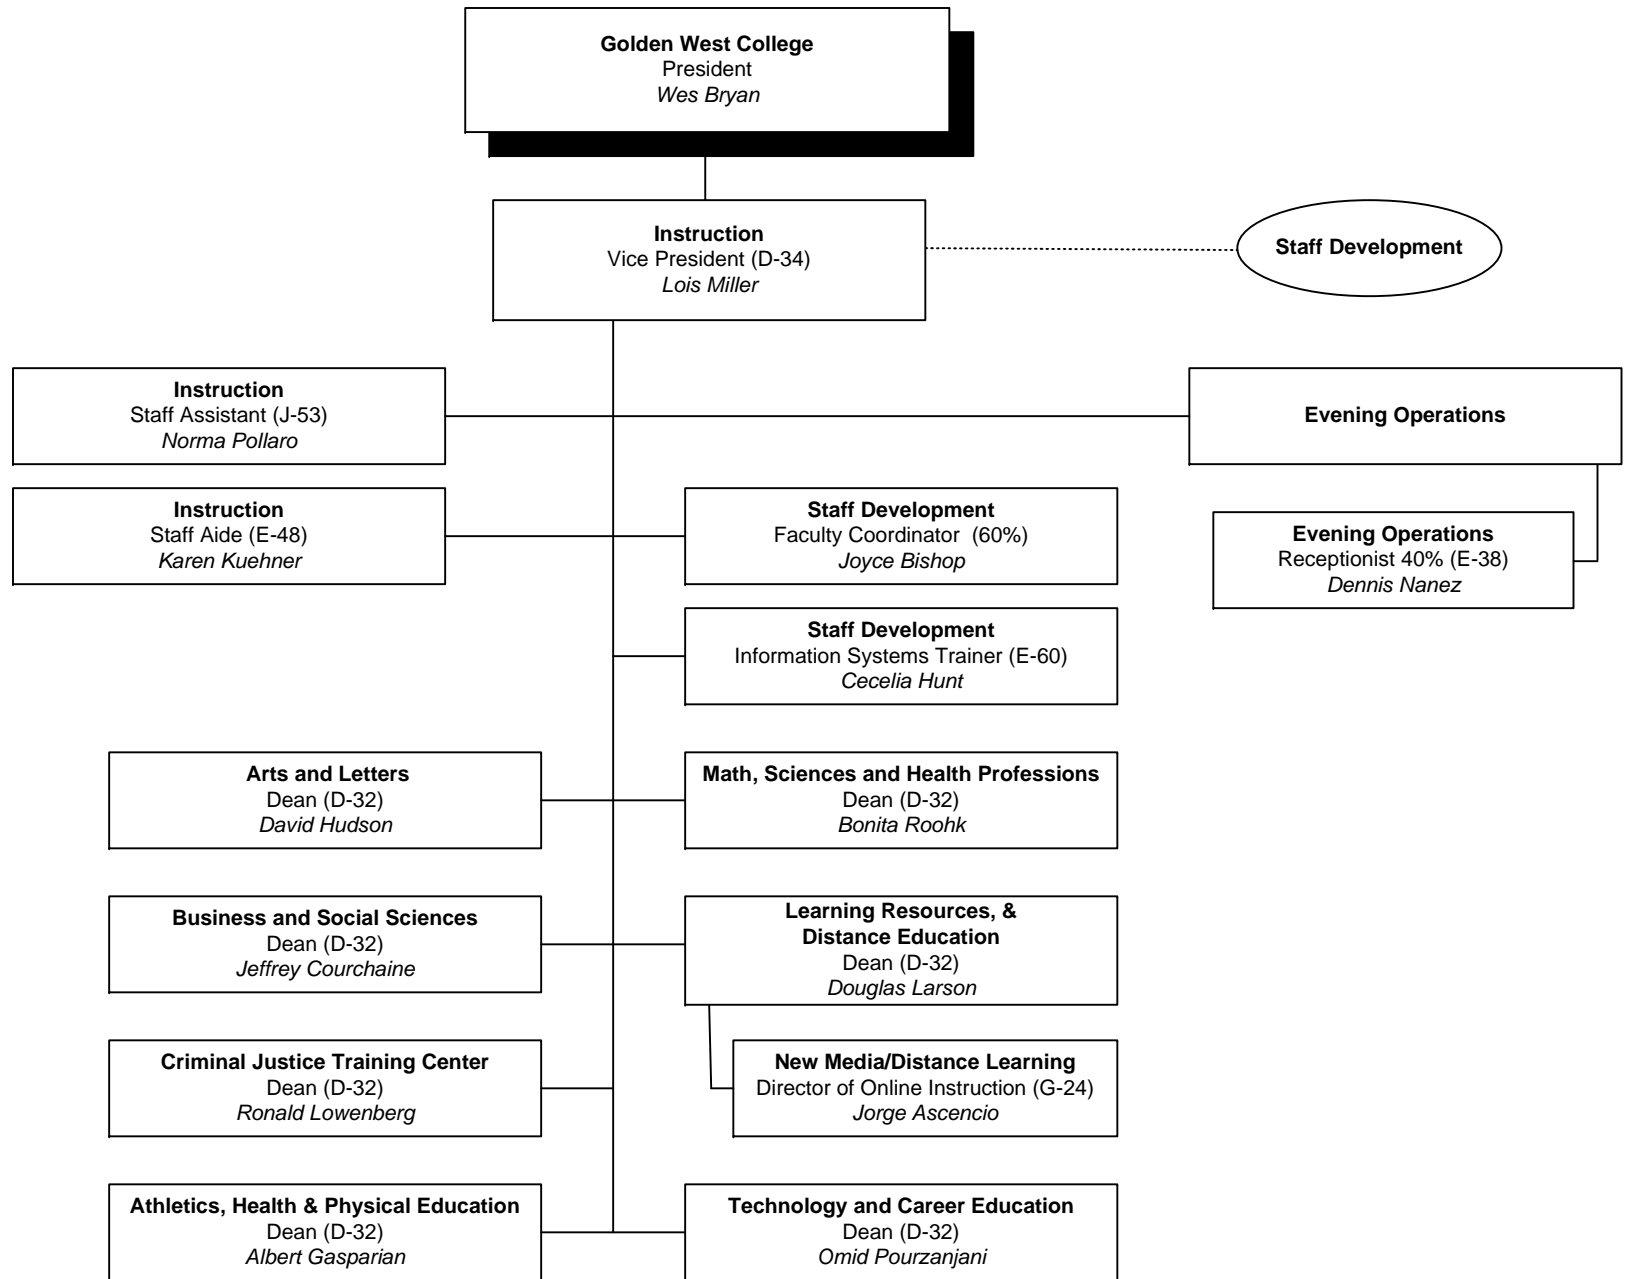 Golden West College
President
Wes Bryan
Instruction
Vice President (D-34)
Lois Miller
Staff Development
Instruction
Staff Assistant (J-53)
Norma Pollaro
Evening Operations
Instruction
Staff Aide (E-48)
Karen Kuehner
Staff Development
Faculty Coordinator (60%)
Joyce Bishop
Evening Operations
Receptionist 40% (E-38)
Dennis Nanez
Staff Development
Information Systems Trainer (E-60)
Cecelia Hunt
Arts and Letters
Dean (D-32)
David Hudson
Math, Sciences and Health Professions
Dean (D-32)
Bonita Roohk
Business and Social Sciences
Dean (D-32)
Jeffrey Courchaine
Learning Resources, &
Distance Education
Dean (D-32)
Douglas Larson
Criminal Justice Training Center
Dean (D-32)
Ronald Lowenberg
New Media/Distance Learning
Director of Online Instruction (G-24)
Jorge Ascencio
Athletics, Health & Physical Education
Dean (D-32)
Albert Gasparian
Technology and Career Education
Dean (D-32)
Omid Pourzanjani